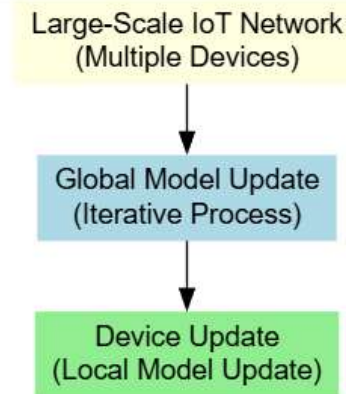 Large-Scale IoT Network
(Multiple Devices)
Global Model Update
(Iterative Process)
Device Update
(Local Model Update)